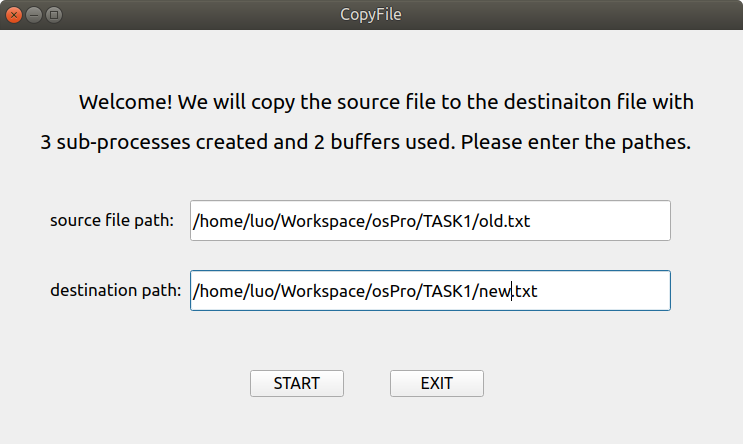 CopyFile
Welcome! We will copy the source file to the destinaiton file with
3 sub-processes created and 2 buffers used. Please enter the pathes.
source file path: /home/luo/Workspace/osPro/TASK1/old.txt
destination path: /home/luo/Workspace/osPro/TASK1/new.txt
START EXIT